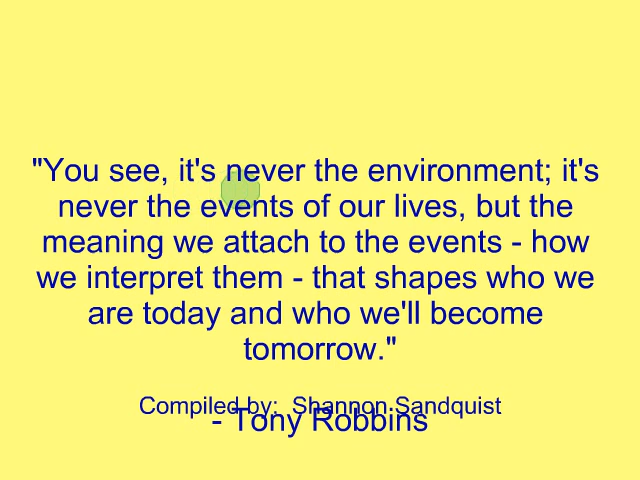 "You see, it's never the environment; it's
never the events of our lives, but the
meaning we attach to the events - how
we interpret them - that shapes who we
are today and who we'll become
tomorrow."
Compiled by:  Shannon Sandquist
- Tony Robbins